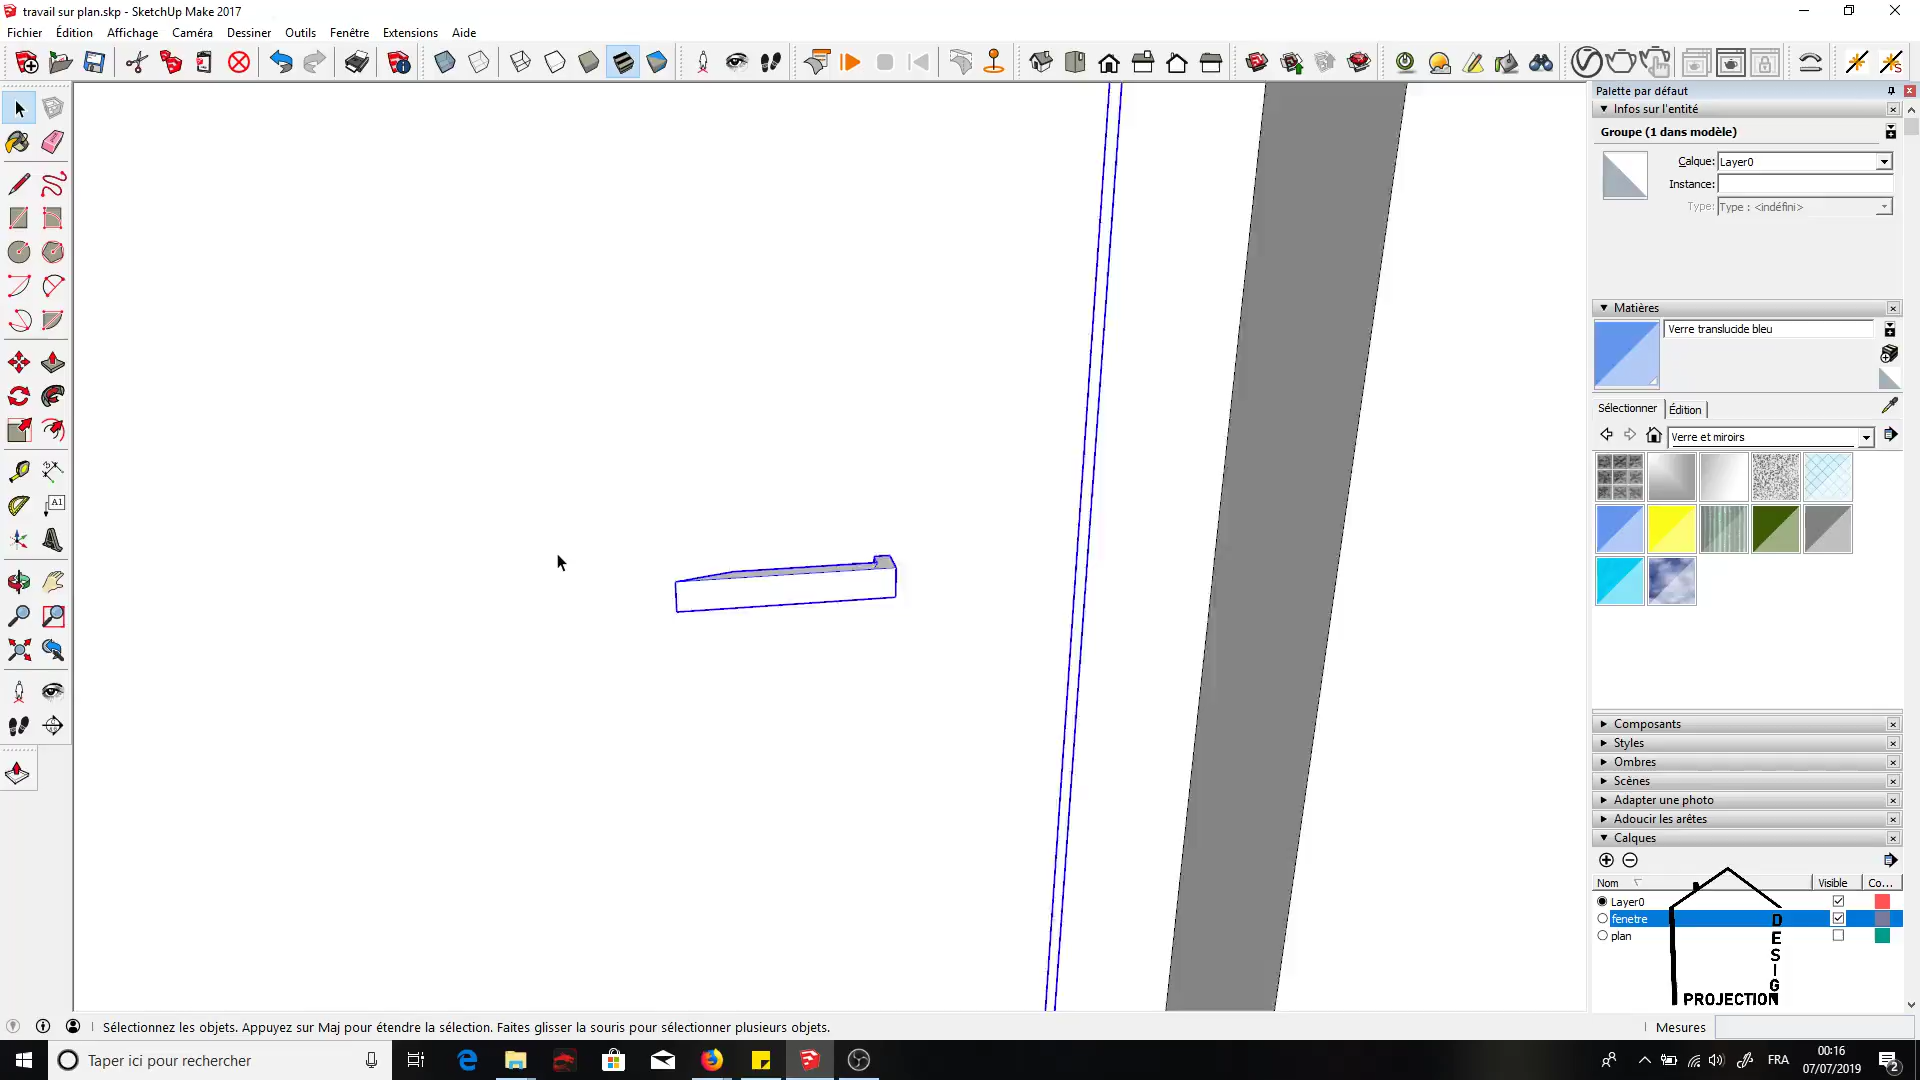 travail sur plan.skp - SketchUp Make 2017
Fichier Édition Affichage Caméra Dessiner Outils Fenêtre Extensions Aide
Palette par défaut
Infos sur l'entité
Groupe (1 dans modèle)
Calque: Layer0
Instance:
Type: Type : <indéfini>
Matières
Verre translucide bleu
Sélectionner Édition
Verre et miroirs
A1
Composants
Styles
Ombres
Scènes
Adapter une photo
Adoucir les arêtes
Calques
Nom Visible Co...
Layer0
fenetre
plan
DESIGN
PROJECTION
Sélectionnez les objets. Appuyez sur Maj pour étendre la sélection. Faites glisser la souris pour sélectionner plusieurs objets.
Mesures
Taper ici pour rechercher
FRA
00:16
07/07/2019
2